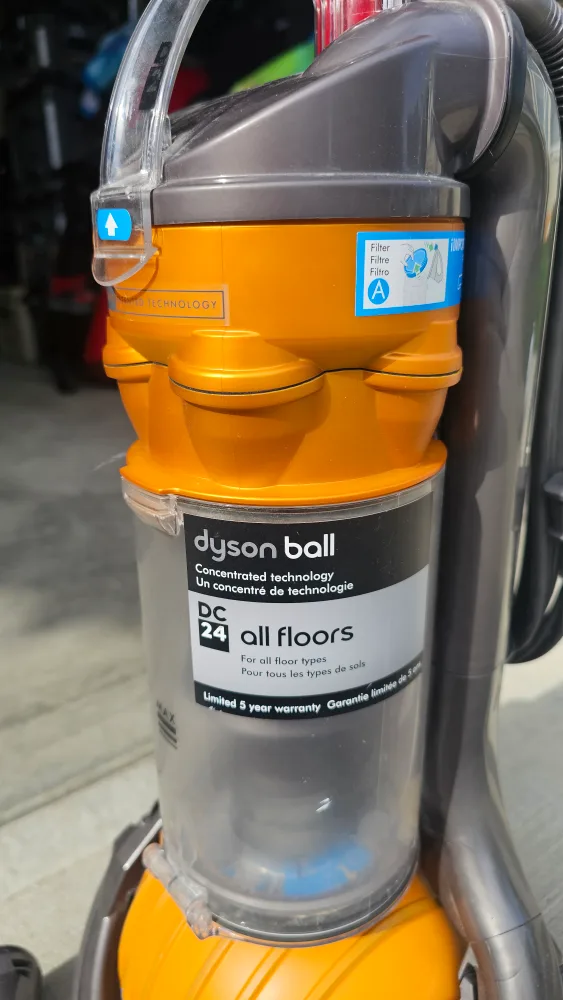 Filter
Filtre
Filtro
A
TECHNOLOGY
dyson ball
Concentrated technology
Un concentré de technologie
DC
24
all floors
For all floor types
Pour tous les types de sols
Limited 5 year warranty Garantie limitée de 5
MAX